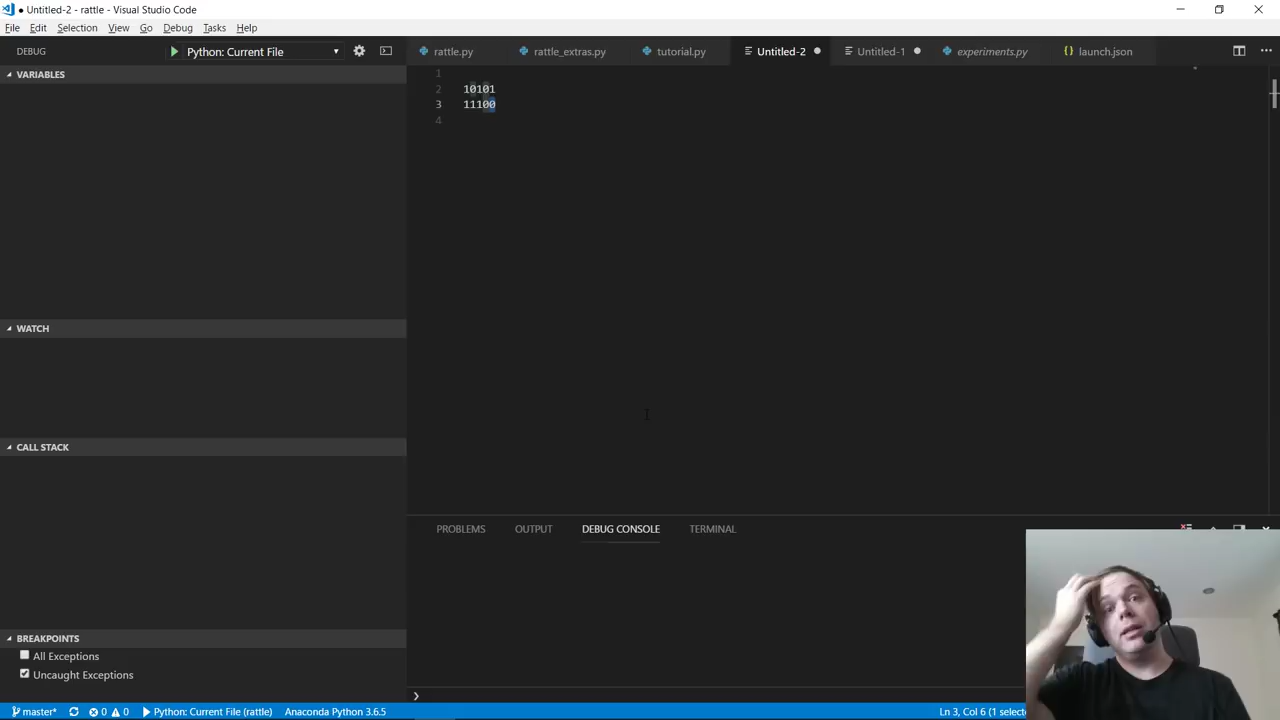 Untitled-2 - rattle - Visual Studio Code
File Edit Selection View Go Debug Tasks Help
DEBUG Python: Current File rattle.py rattle_extras.py tutorial.py Untitled-2 Untitled-1 experiments.py launch.json
VARIABLES
1
2 10101
3 11100
4
WATCH
CALL STACK
PROBLEMS OUTPUT DEBUG CONSOLE TERMINAL
BREAKPOINTS
All Exceptions
Uncaught Exceptions
master* 0 0 Python: Current File (rattle) Anaconda Python 3.6.5 Ln 3, Col 6 (1 selec